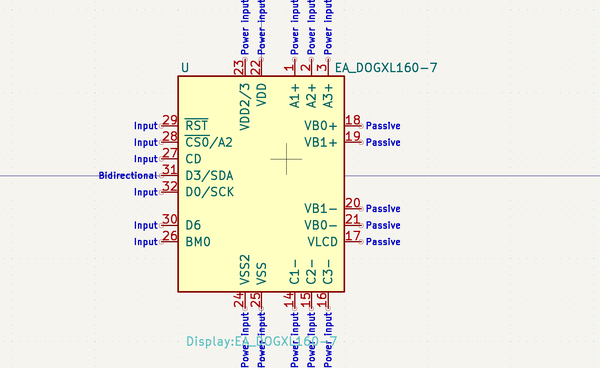 Power Input Power Input Power Input Power Input Power Input
23 22 1 2 3
U EA_DOGXL160-7
VDD2/3 VDD A1+ A2+ A3+
Input 29 RST VB0+ 18 Passive
Input 28 CS0/A2 VB1+ 19 Passive
Input 27 CD
Bidirectional 31 D3/SDA
Input 32 D0/SCK
VB1- 20 Passive
Input 30 D6 VB0- 21 Passive
Input 26 BM0 VLCD 17 Passive
VSS2 VSS C1- C2- C3-
24 25 14 15 16
Power Input Power Input Power Input Power Input Power Input
Display:EA_DOGXL160-7